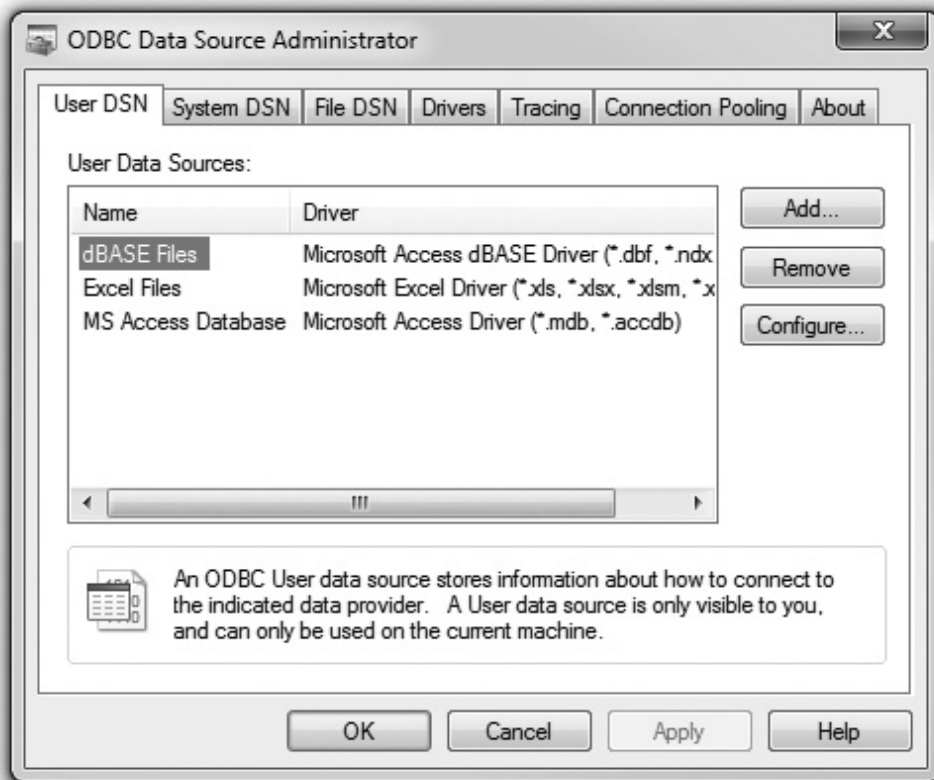 ODBC Data Source Administrator
User DSN System DSN File DSN Drivers Tracing Connection Pooling About
User Data Sources:
Name Driver
Add...
dBASE Files Microsoft Access dBASE Driver (*.dbf, *.ndx
Remove
Excel Files Microsoft Excel Driver (*.xls, *.xlsx, *.xlsm, *.x
MS Access Database Microsoft Access Driver (*.mdb, *.accdb)
Configure...
An ODBC User data source stores information about how to connect to
the indicated data provider. A User data source is only visible to you,
and can only be used on the current machine.
OK Cancel Apply Help